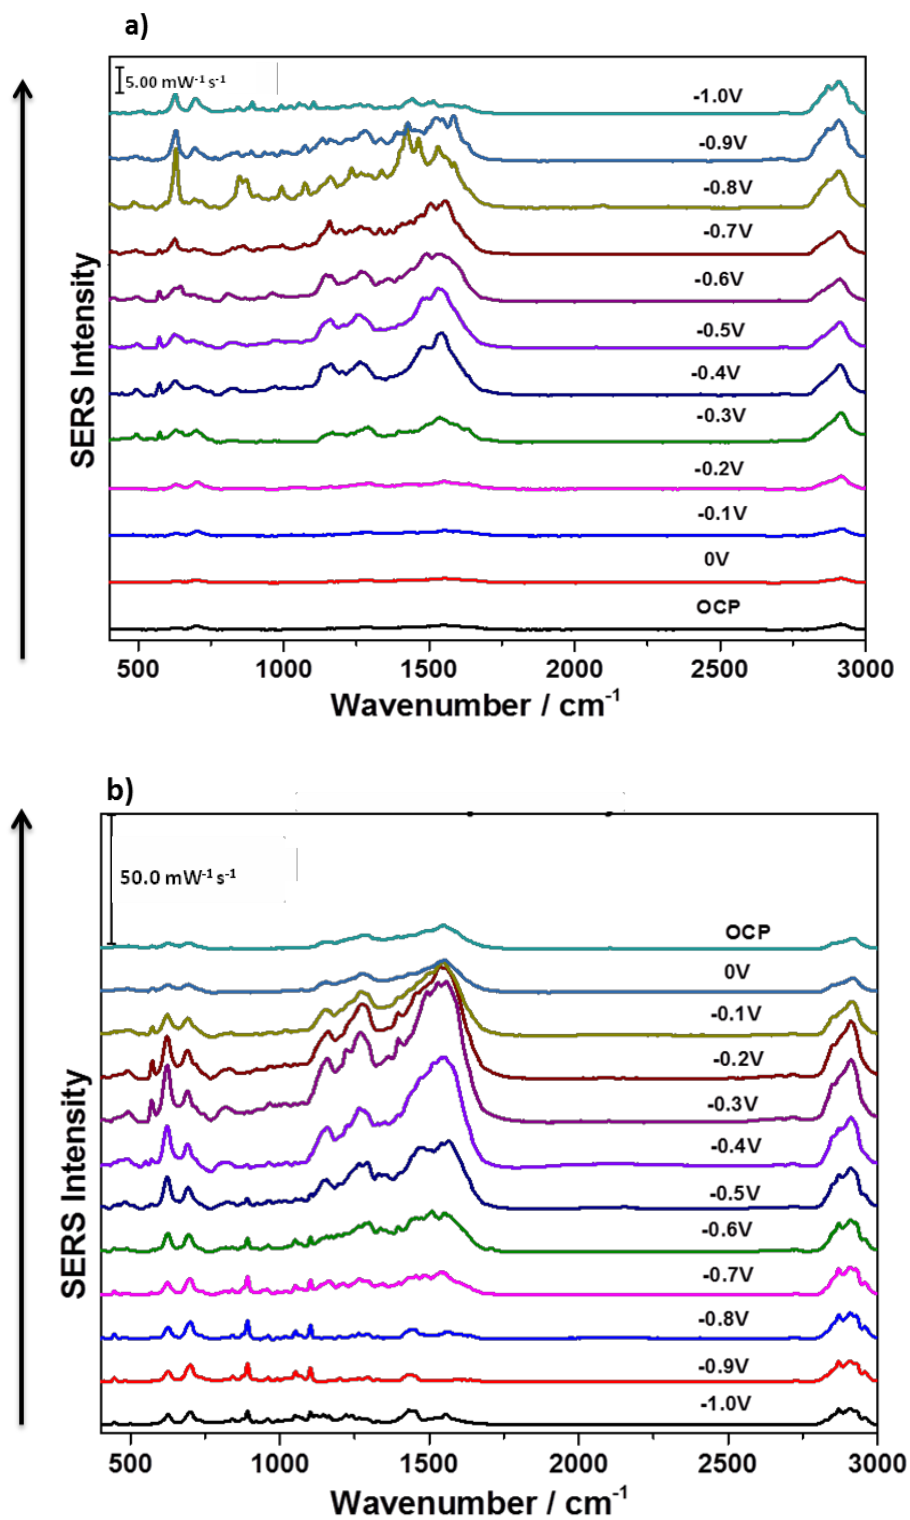 a)
5.00 mW-1 s-1
-1.0V
-0.9V
-0.8V
-0.7V
-0.6V
-0.5V
-0.4V
-0.3V
-0.2V
-0.1V
0V
OCP
SERS Intensity
500 1000 1500 2000 2500 3000
Wavenumber / cm-1
b)
50.0 mW-1 s-1
OCP
0V
-0.1V
-0.2V
-0.3V
-0.4V
-0.5V
-0.6V
-0.7V
-0.8V
-0.9V
-1.0V
SERS Intensity
500 1000 1500 2000 2500 3000
Wavenumber / cm-1